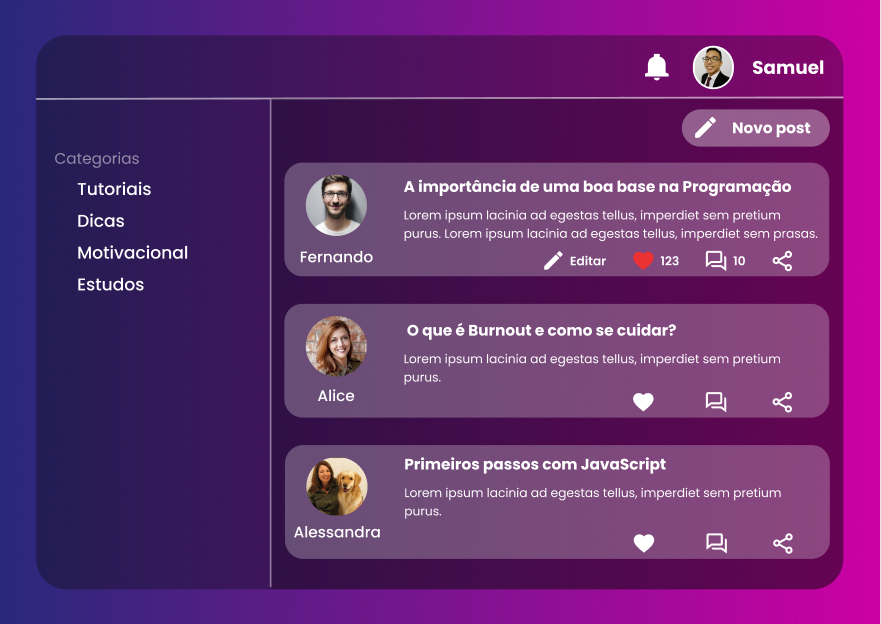 Samuel
Novo post
Categorias
Tutoriais
Dicas
Motivacional
Estudos
A importância de uma boa base na Programação
Lorem ipsum lacinia ad egestas tellus, imperdiet sem pretium
purus. Lorem ipsum lacinia ad egestas tellus, imperdiet sem prasas.
Fernando
Editar 123 10
O que é Burnout e como se cuidar?
Lorem ipsum lacinia ad egestas tellus, imperdiet sem pretium
purus.
Alice
Primeiros passos com JavaScript
Lorem ipsum lacinia ad egestas tellus, imperdiet sem pretium
purus.
Alessandra